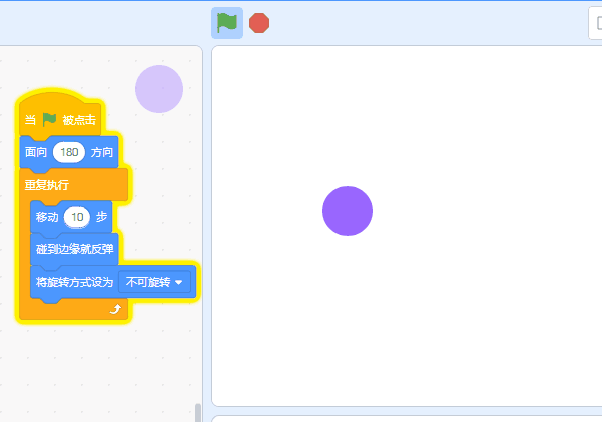 当 被点击
面向 180 方向
重复执行
移动 10 步
碰到边缘就反弹
将旋转方式设为 不可旋转